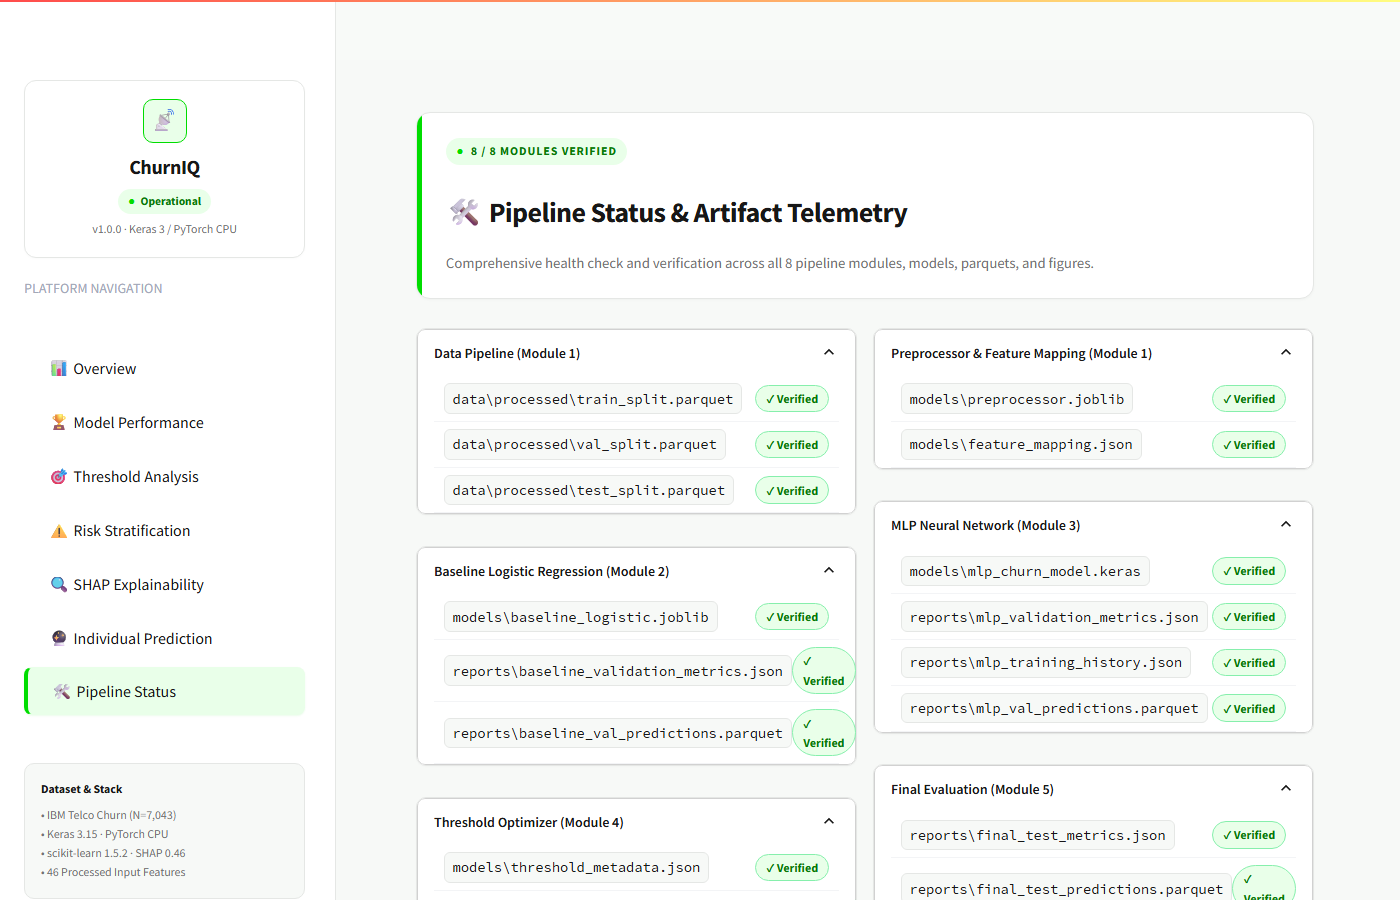 ChurnIQ
Operational
v1.0.0 · Keras 3 / PyTorch CPU
PLATFORM NAVIGATION
Overview
Model Performance
Threshold Analysis
Risk Stratification
SHAP Explainability
Individual Prediction
Pipeline Status
Dataset & Stack
• IBM Telco Churn (N=7,043)
• Keras 3.15 · PyTorch CPU
• scikit-learn 1.5.2 · SHAP 0.46
• 46 Processed Input Features
8 / 8 MODULES VERIFIED
Pipeline Status & Artifact Telemetry
Comprehensive health check and verification across all 8 pipeline modules, models, parquets, and figures.
Data Pipeline (Module 1)
data\processed\train_split.parquet ✓ Verified
data\processed\val_split.parquet ✓ Verified
data\processed\test_split.parquet ✓ Verified
Baseline Logistic Regression (Module 2)
models\baseline_logistic.joblib ✓ Verified
reports\baseline_validation_metrics.json ✓
Verified
reports\baseline_val_predictions.parquet ✓
Verified
Threshold Optimizer (Module 4)
models\threshold_metadata.json ✓ Verified
Preprocessor & Feature Mapping (Module 1)
models\preprocessor.joblib ✓ Verified
models\feature_mapping.json ✓ Verified
MLP Neural Network (Module 3)
models\mlp_churn_model.keras ✓ Verified
reports\mlp_validation_metrics.json ✓ Verified
reports\mlp_training_history.json ✓ Verified
reports\mlp_val_predictions.parquet ✓ Verified
Final Evaluation (Module 5)
reports\final_test_metrics.json ✓ Verified
reports\final_test_predictions.parquet ✓
Verified